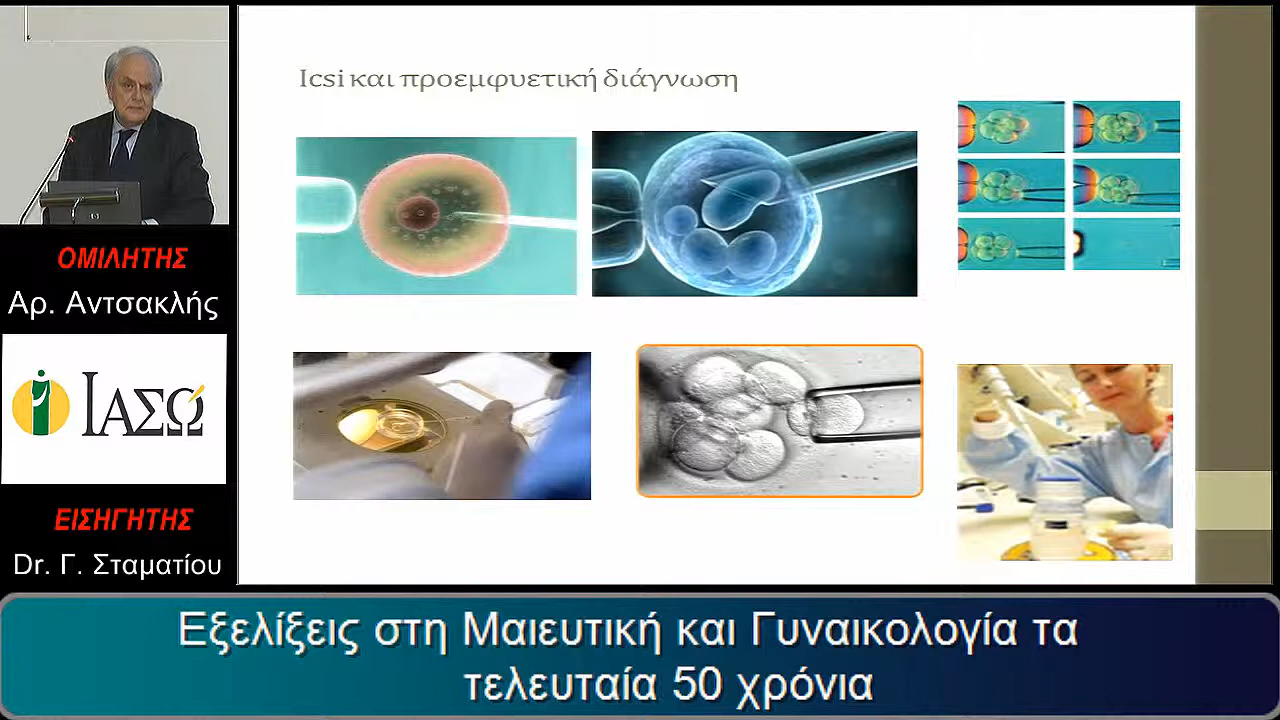 Icsi και προεμφυετική διάγνωση
ΟΜΙΛΗΤΗΣ
Αρ. Αντσακλής
ΙΑΣΩ
ΕΙΣΗΓΗΤΗΣ
Dr. Γ. Σταματίου
Εξελίξεις στη Μαιευτική και Γυναικολογία τα
τελευταία 50 χρόνια